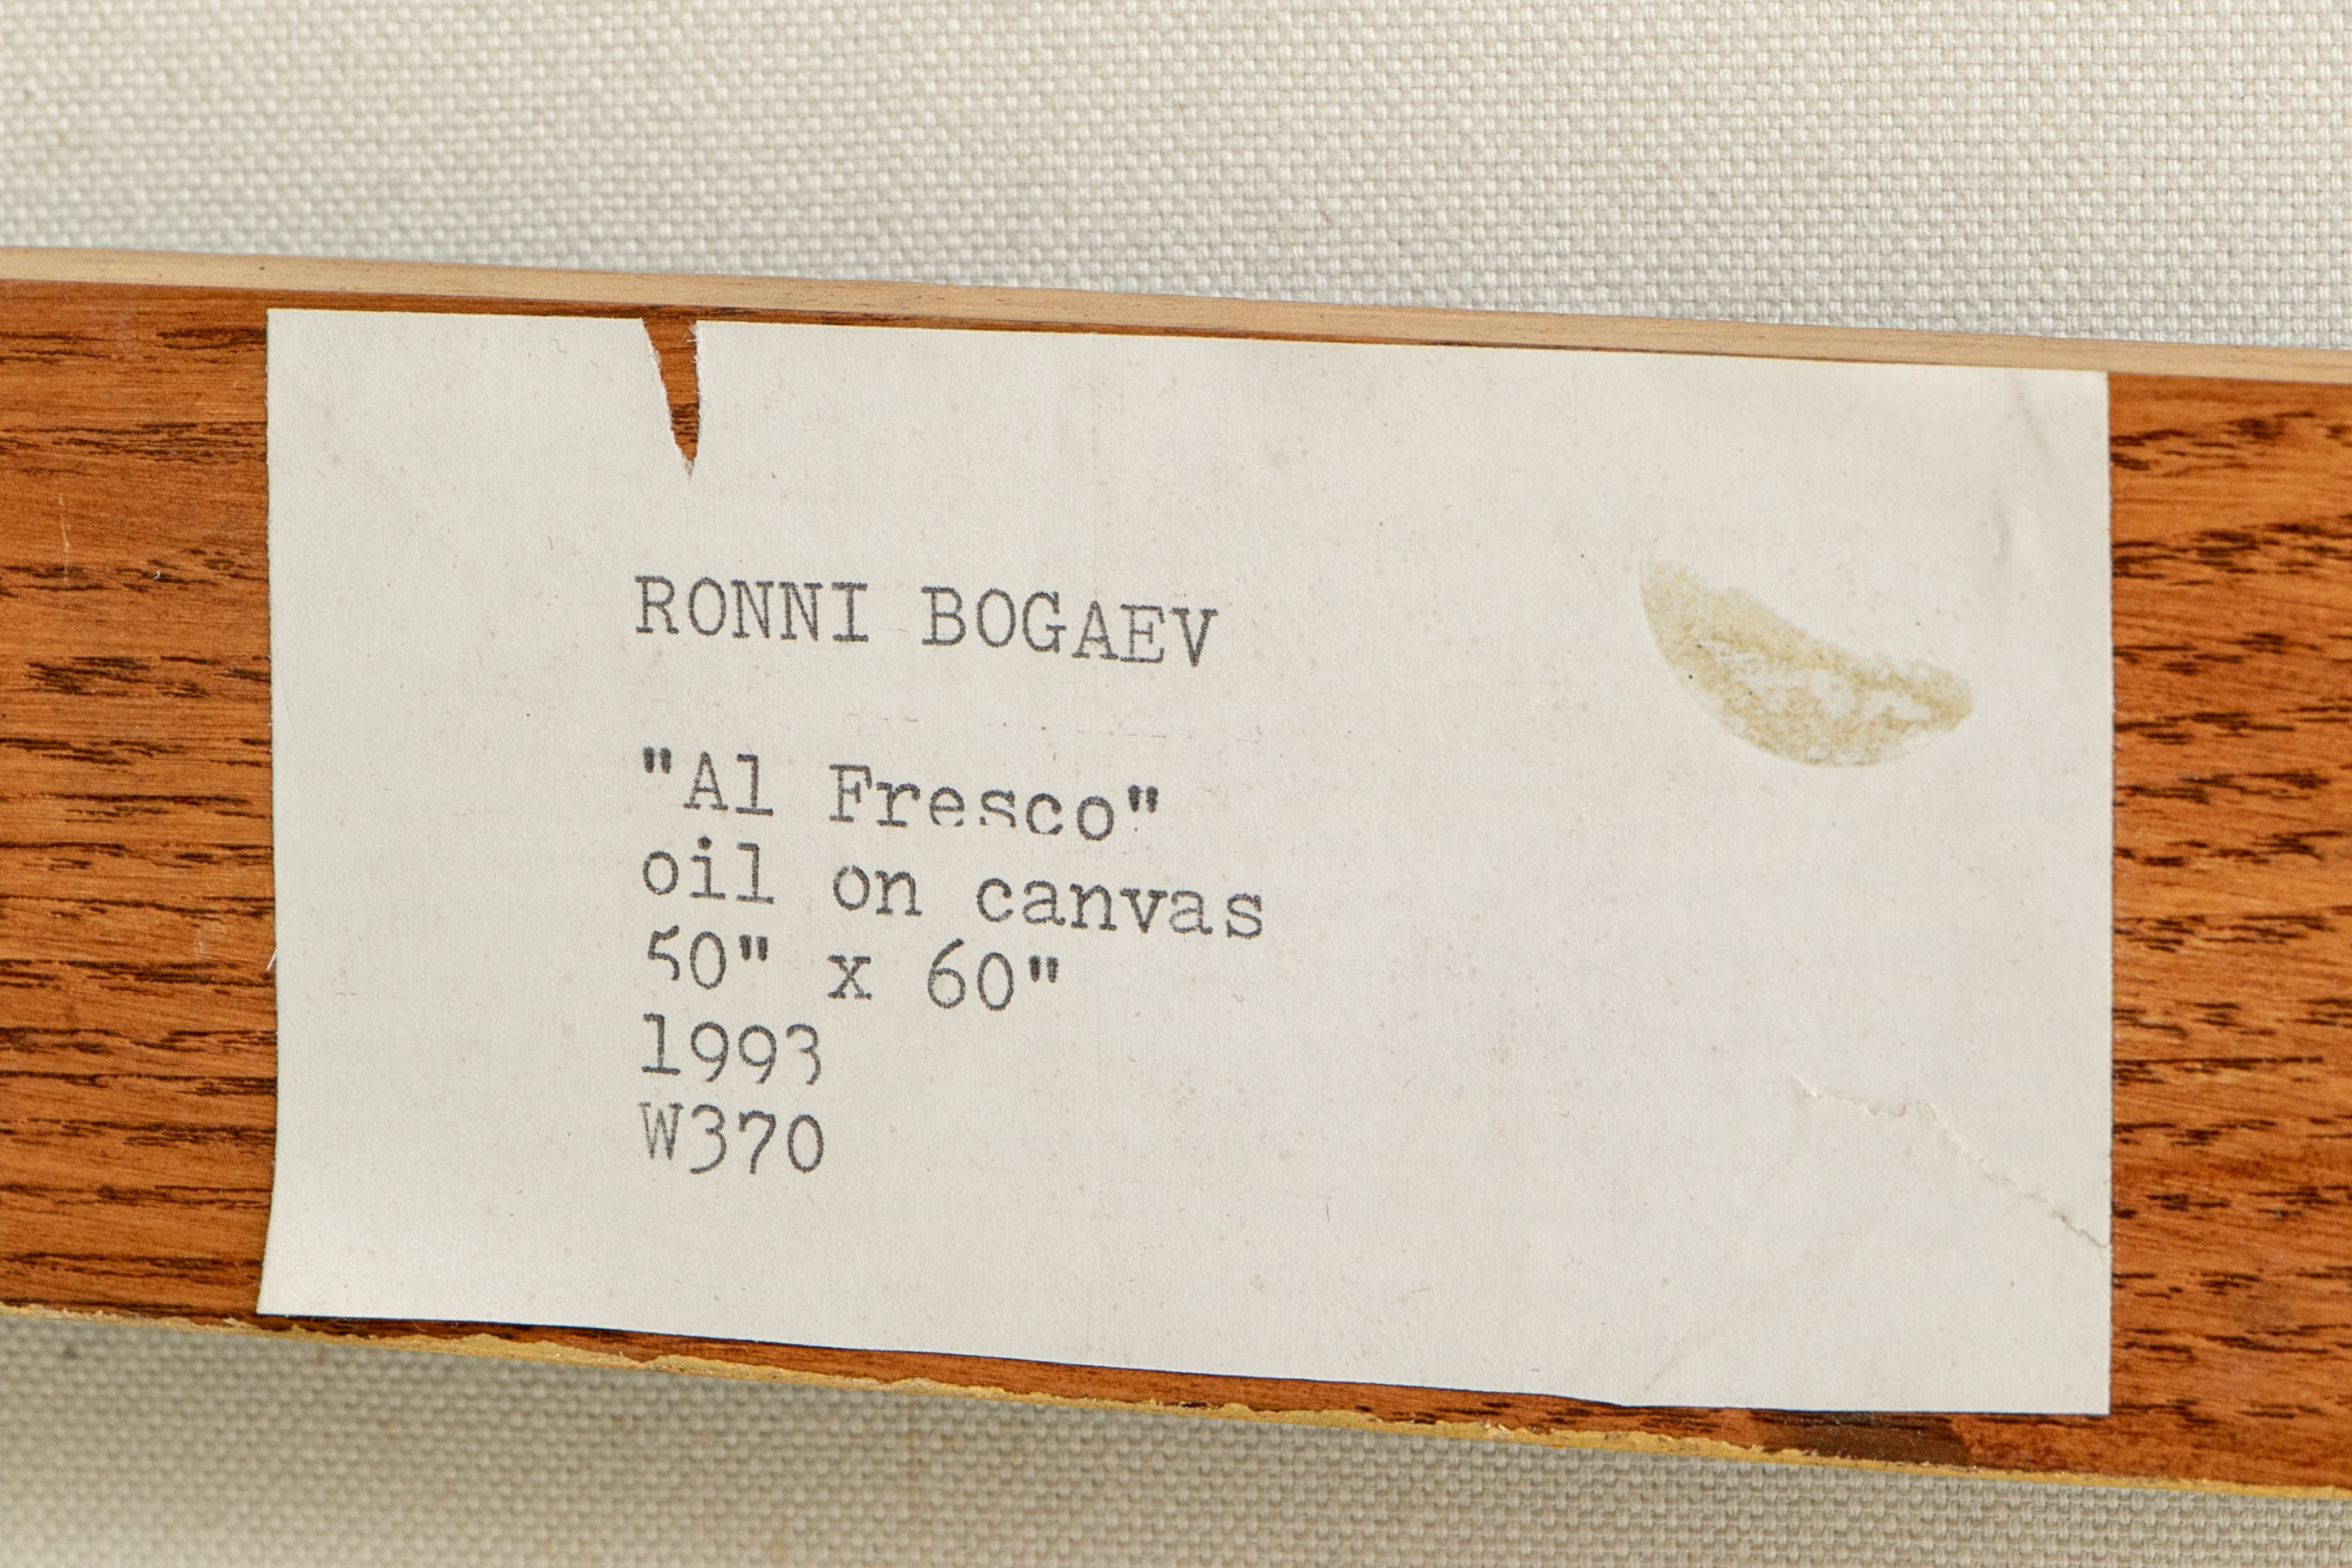 RONNI BOGAEV
"Al Fresco"
oil on canvas
50" x 60"
1993
W370